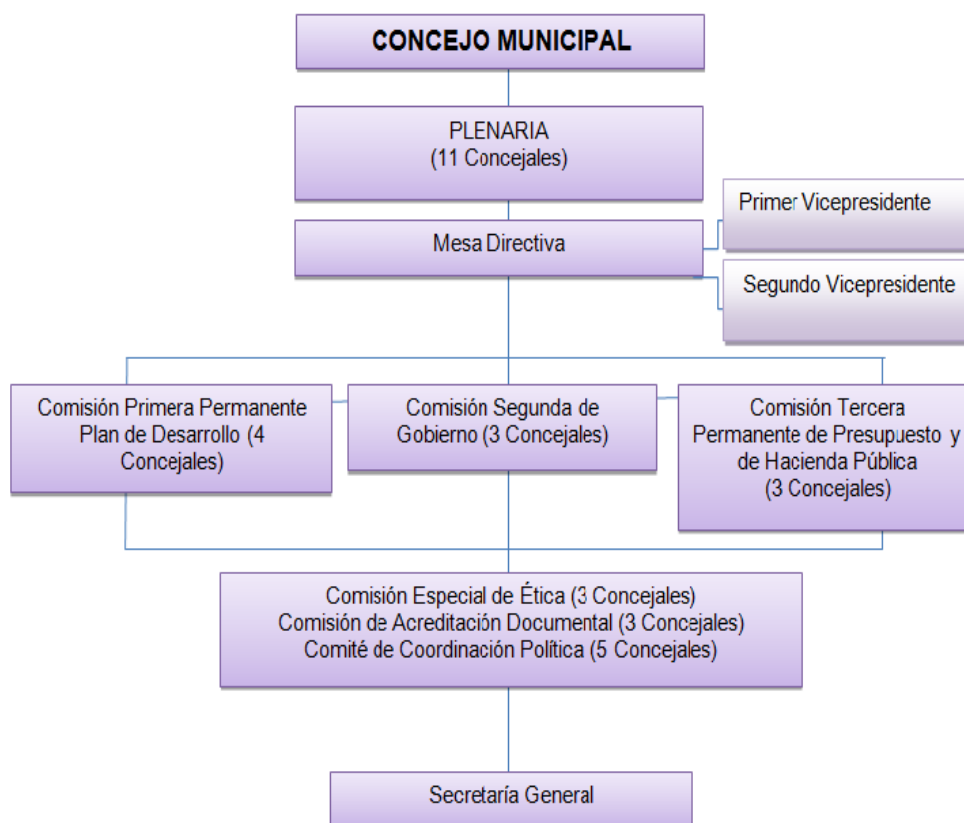 CONCEJO MUNICIPAL
PLENARIA
(11 Concejales)
Mesa Directiva
Primer Vicepresidente
Segundo Vicepresidente
Comisión Primera Permanente
Plan de Desarrollo (4
Concejales)
Comisión Segunda de
Gobierno (3 Concejales)
Comisión Tercera
Permanente de Presupuesto y
de Hacienda Pública
(3 Concejales)
Comisión Especial de Ética (3 Concejales)
Comisión de Acreditación Documental (3 Concejales)
Comité de Coordinación Política (5 Concejales)
Secretaría General